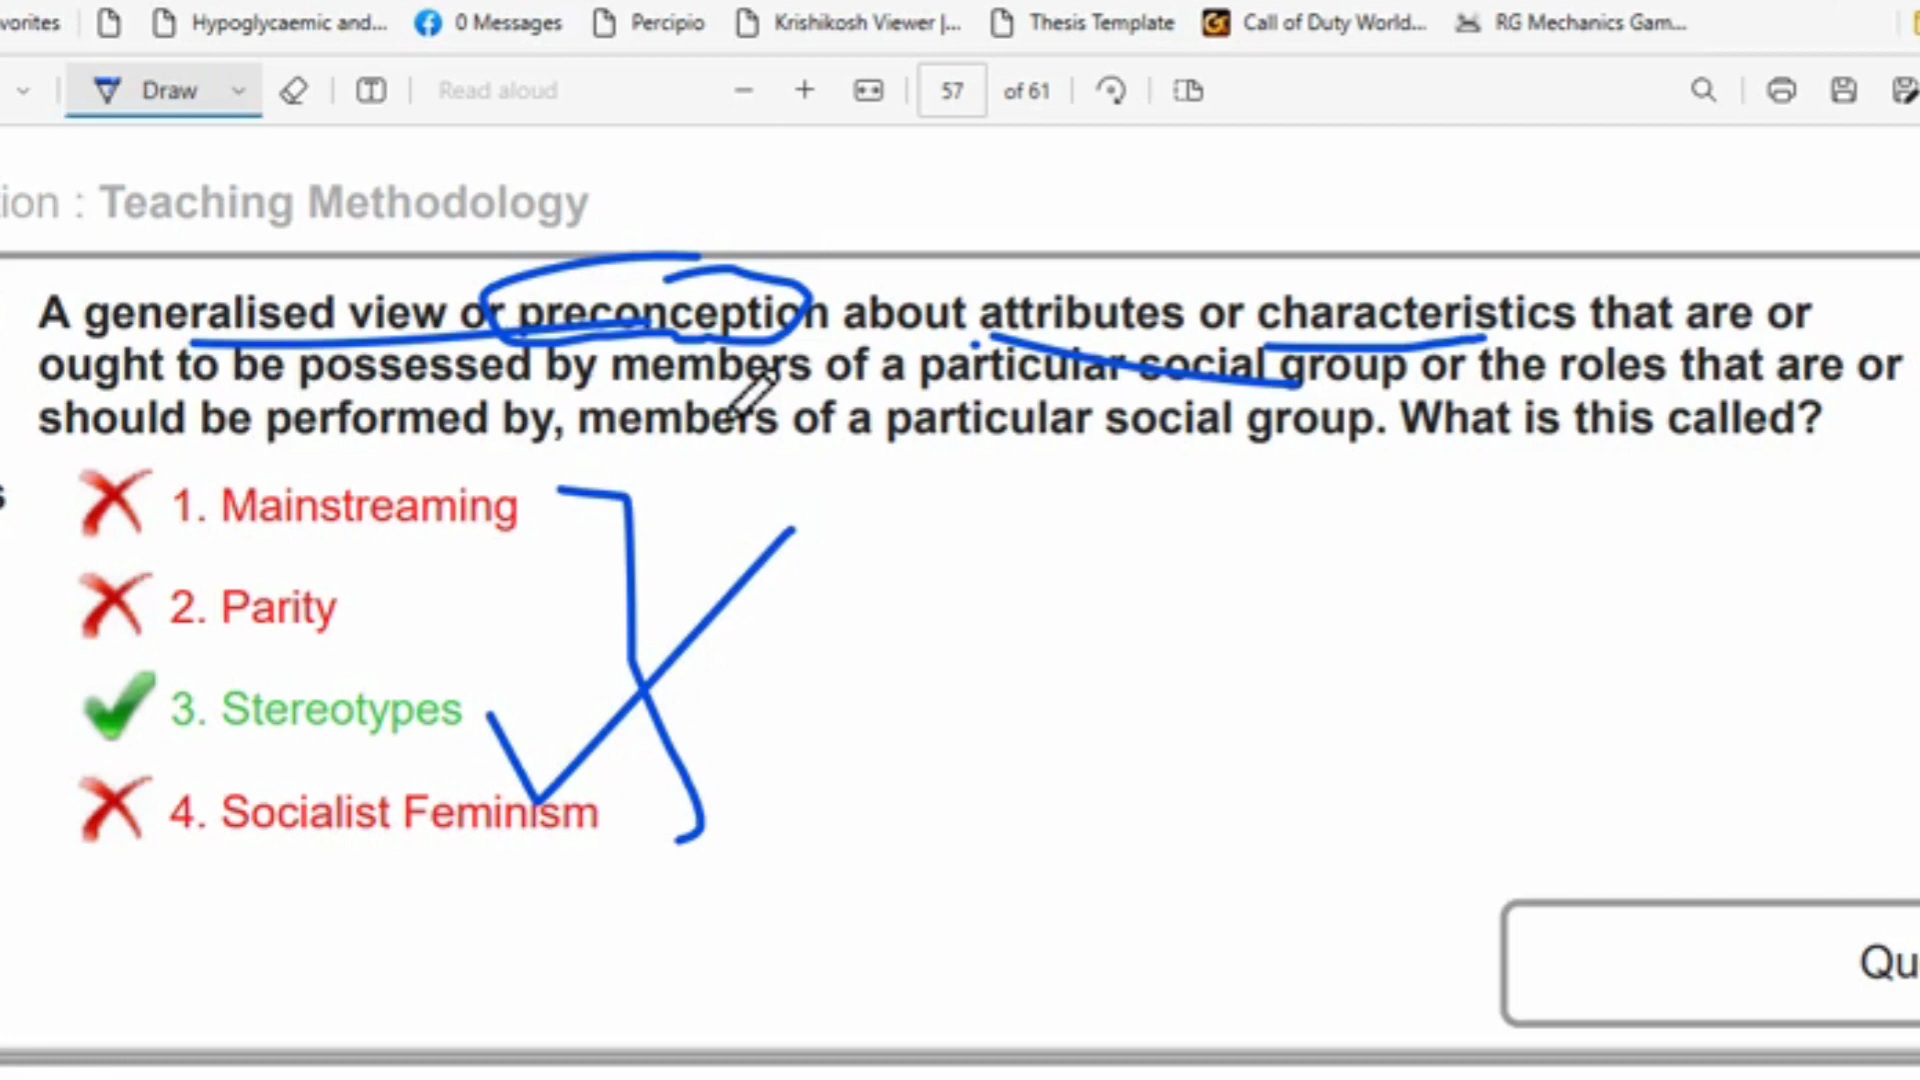 vorites Hypoglycaemic and... 0 Messages Percipio Krishikosh Viewer |... Thesis Template Call of Duty World... RG Mechanics Gam...
Draw Read aloud 57 of 61
tion : Teaching Methodology
A generalised view or preconception about attributes or characteristics that are or
ought to be possessed by members of a particular social group or the roles that are or
should be performed by, members of a particular social group. What is this called?
s 1. Mainstreaming
2. Parity
3. Stereotypes
4. Socialist Feminism
Qu